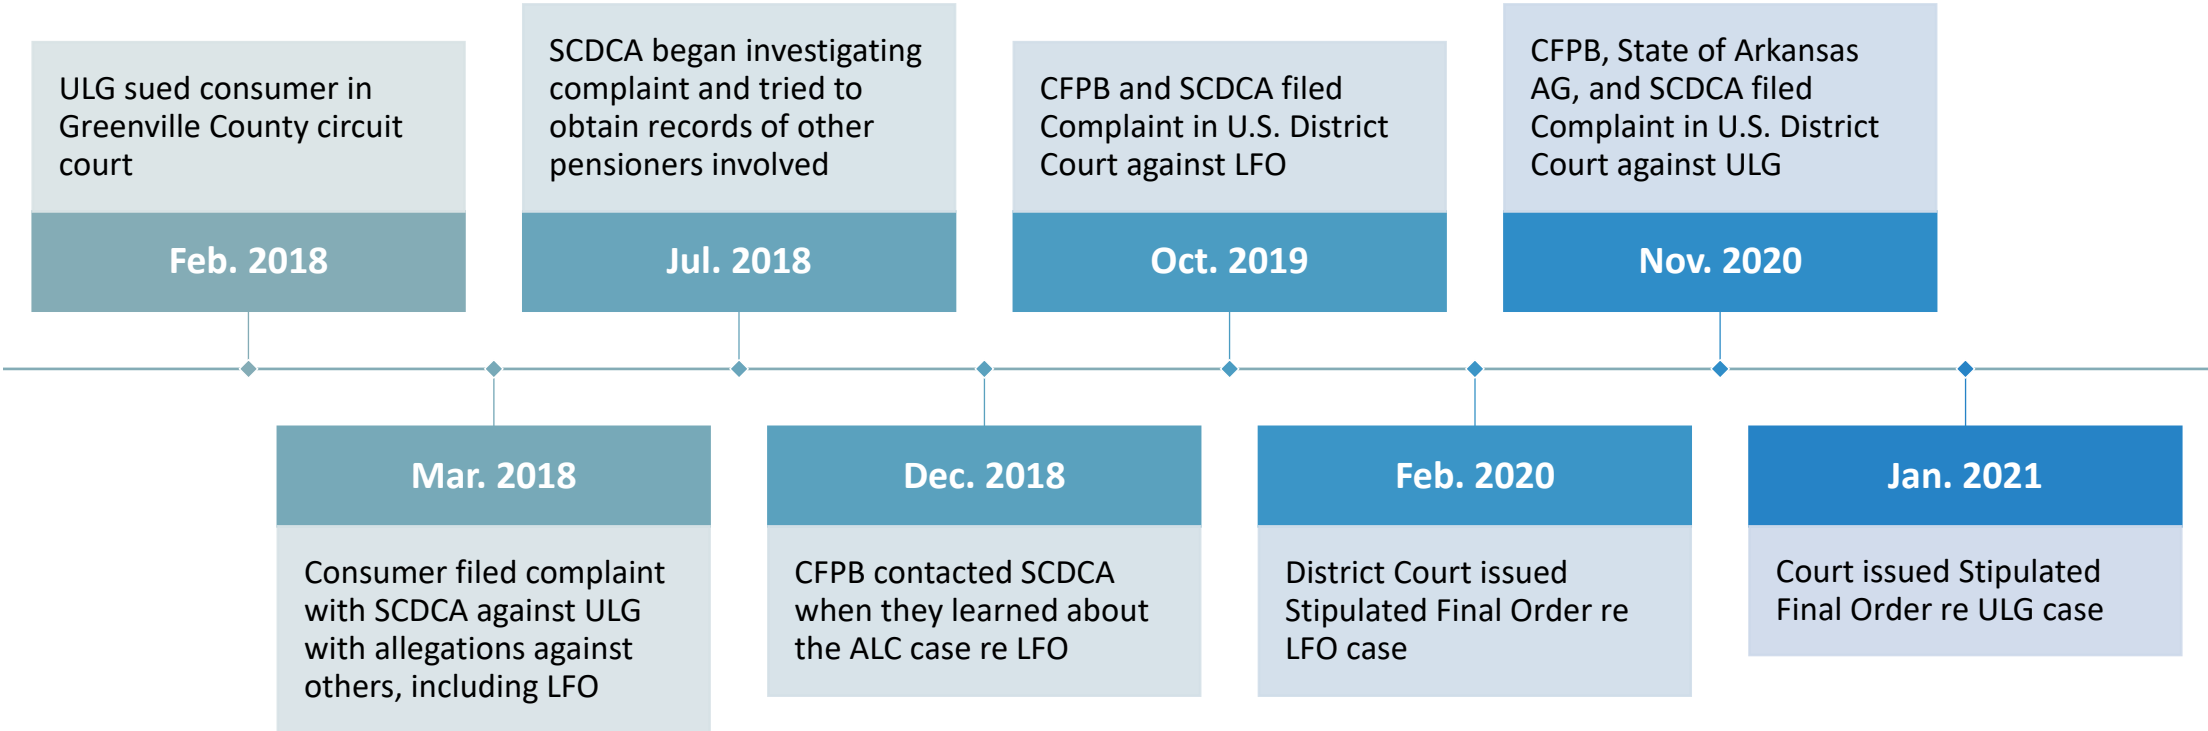 ULG sued consumer in
Greenville County circuit
court
Feb. 2018
Mar. 2018
Consumer filed complaint
with SCDCA against ULG
with allegations against
others, including LFO
SCDCA began investigating
complaint and tried to
obtain records of other
pensioners involved
Jul. 2018
Dec. 2018
CFPB contacted SCDCA
when they learned about
the ALC case re LFO
CFPB and SCDCA filed
Complaint in U.S. District
Court against LFO
Oct. 2019
Feb. 2020
District Court issued
Stipulated Final Order re
LFO case
CFPB, State of Arkansas
AG, and SCDCA filed
Complaint in U.S. District
Court against ULG
Nov. 2020
Jan. 2021
Court issued Stipulated
Final Order re ULG case